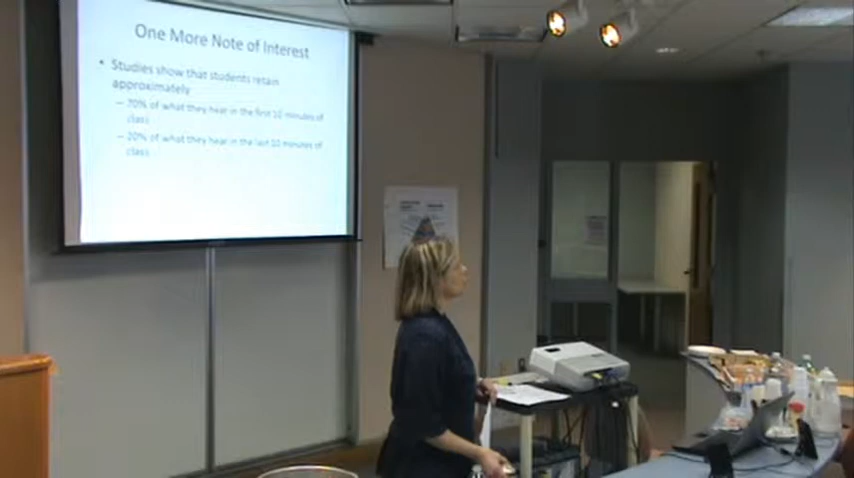 One More Note of Interest
• Studies show that students retain
approximately
– 70% of what they hear in the first 10 minutes of
class
– 20% of what they hear in the last 10 minutes of
class